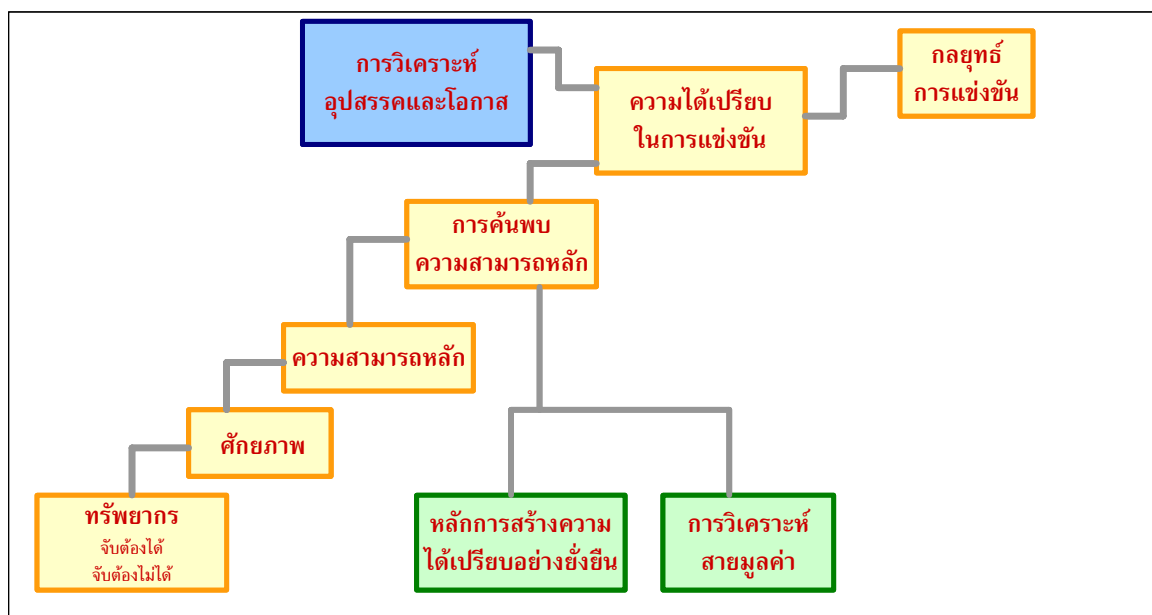 การวิเคราะห์
อุปสรรคและโอกาส
กลยุทธ์
การแข่งขัน
ความได้เปรียบ
ในการแข่งขัน
การค้นพบ
ความสามารถหลัก
ความสามารถหลัก
ศักยภาพ
ทรัพยากร
จับต้องได้
จับต้องไม่ได้
หลักการสร้างความ
ได้เปรียบอย่างยั่งยืน
การวิเคราะห์
สายมูลค่า